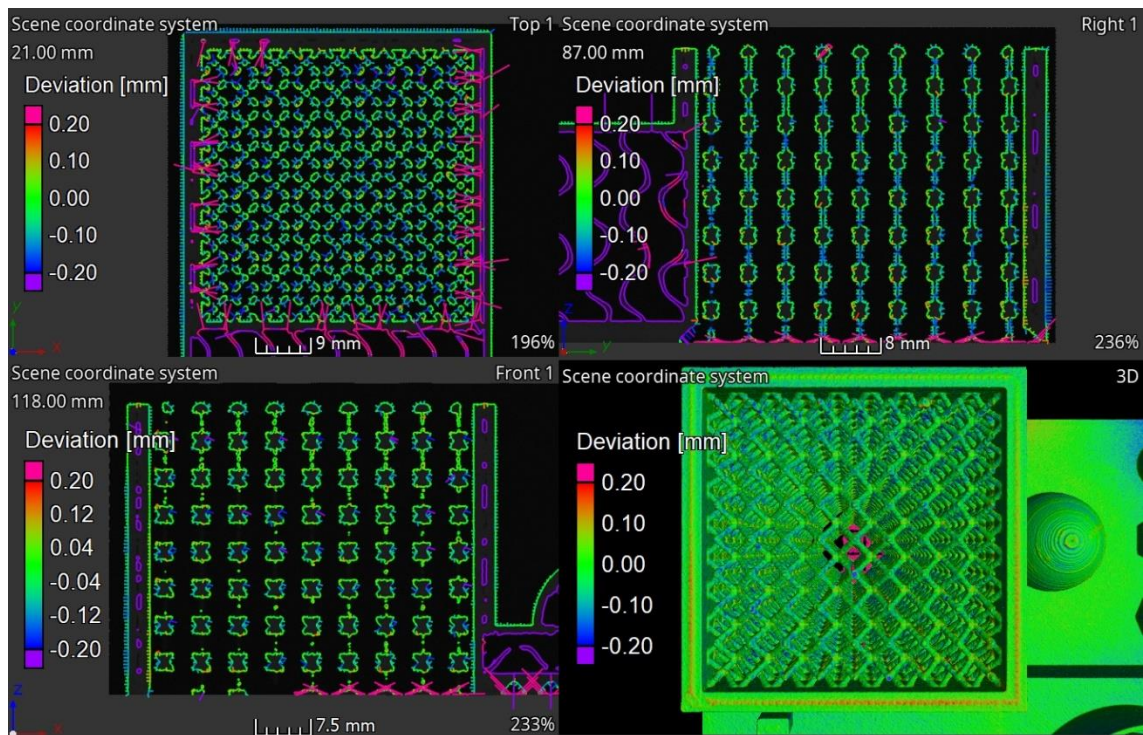 Scene coordinate system Top 1
21.00 mm
Deviation [mm]
0.20
0.10
0.00
-0.10
-0.20
y
x
9 mm
196%
Scene coordinate system Right 1
87.00 mm
Deviation [mm]
0.20
0.10
0.00
-0.10
-0.20
z
y
8 mm
236%
Scene coordinate system Front 1
118.00 mm
Deviation [mm]
0.20
0.12
0.04
-0.04
-0.12
-0.20
z
x
7.5 mm
233%
Scene coordinate system 3D
Deviation [mm]
0.20
0.10
0.00
-0.10
-0.20